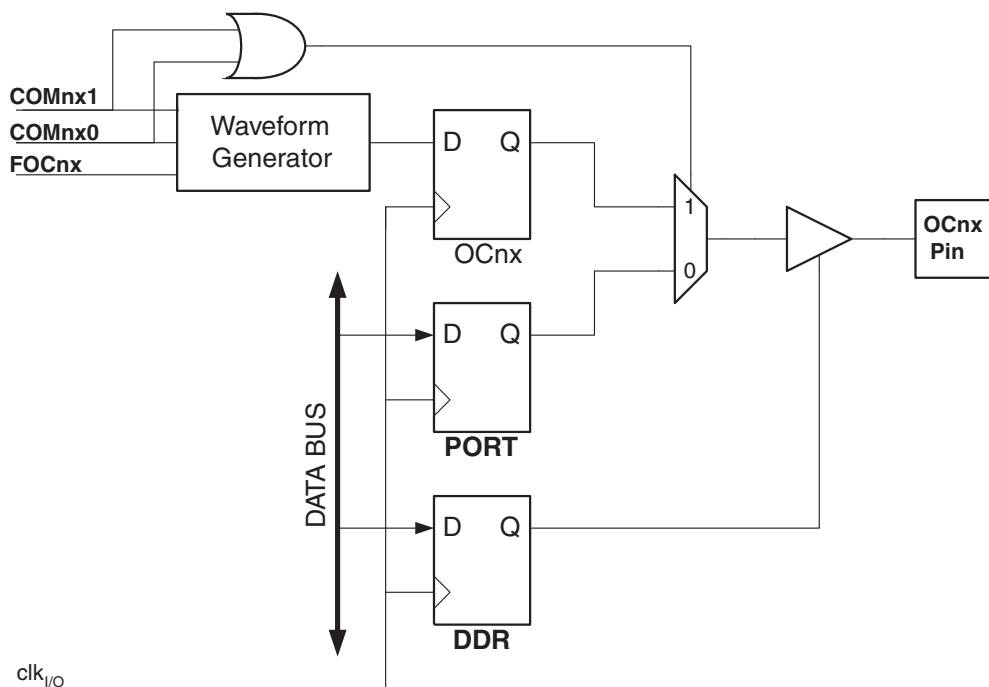 COMnx1
COMnx0
FOCnx
Waveform
Generator
D Q
OCnx
1
0
OCnx
Pin
D Q
PORT
DATA BUS
D Q
DDR
clkI/O